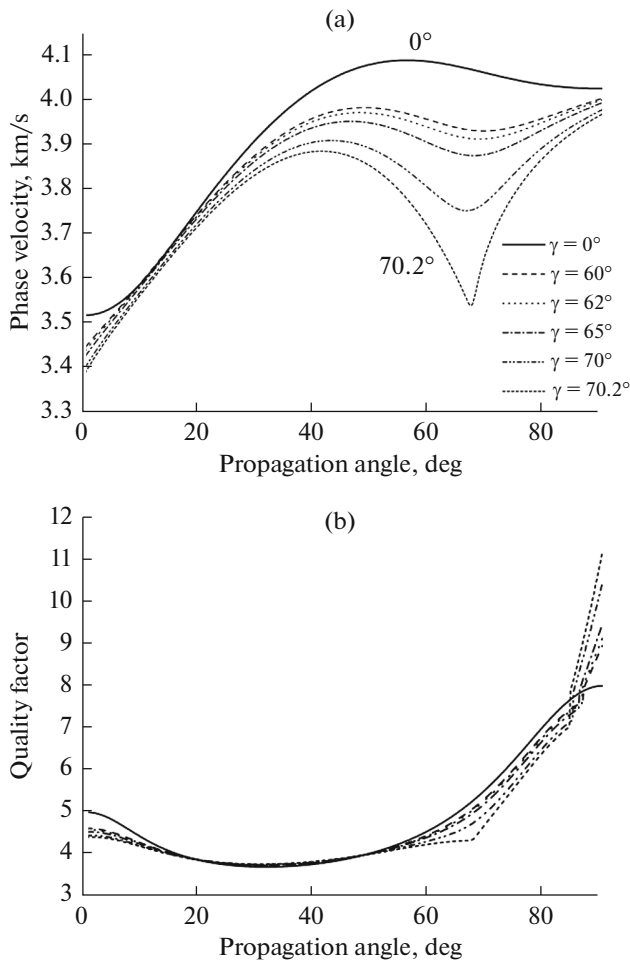 (a)
0°
4.1
4.0
3.9
3.8
3.7
3.6
3.5
3.4
3.3
Phase velocity, km/s
70.2°
γ = 0°
γ = 60°
γ = 62°
γ = 65°
γ = 70°
γ = 70.2°
0 20 40 60 80
Propagation angle, deg
(b)
12
11
10
9
8
7
6
5
4
3
Quality factor
0 20 40 60 80
Propagation angle, deg